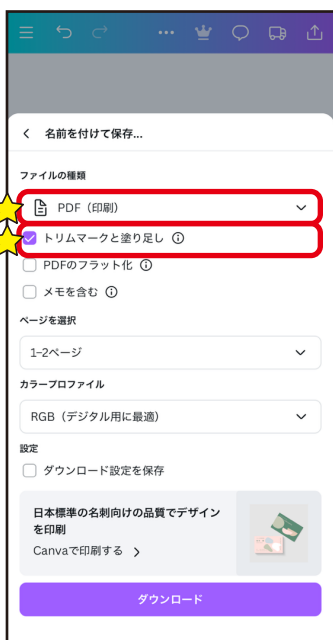 名前を付けて保存...
ファイルの種類
PDF（印刷）
トリムマークと塗り足し
PDFのフラット化
メモを含む
ページを選択
1–2ページ
カラープロファイル
RGB（デジタル用に最適）
設定
ダウンロード設定を保存
日本標準の名刺向けの品質でデザイン
を印刷
Canvaで印刷する
ダウンロード